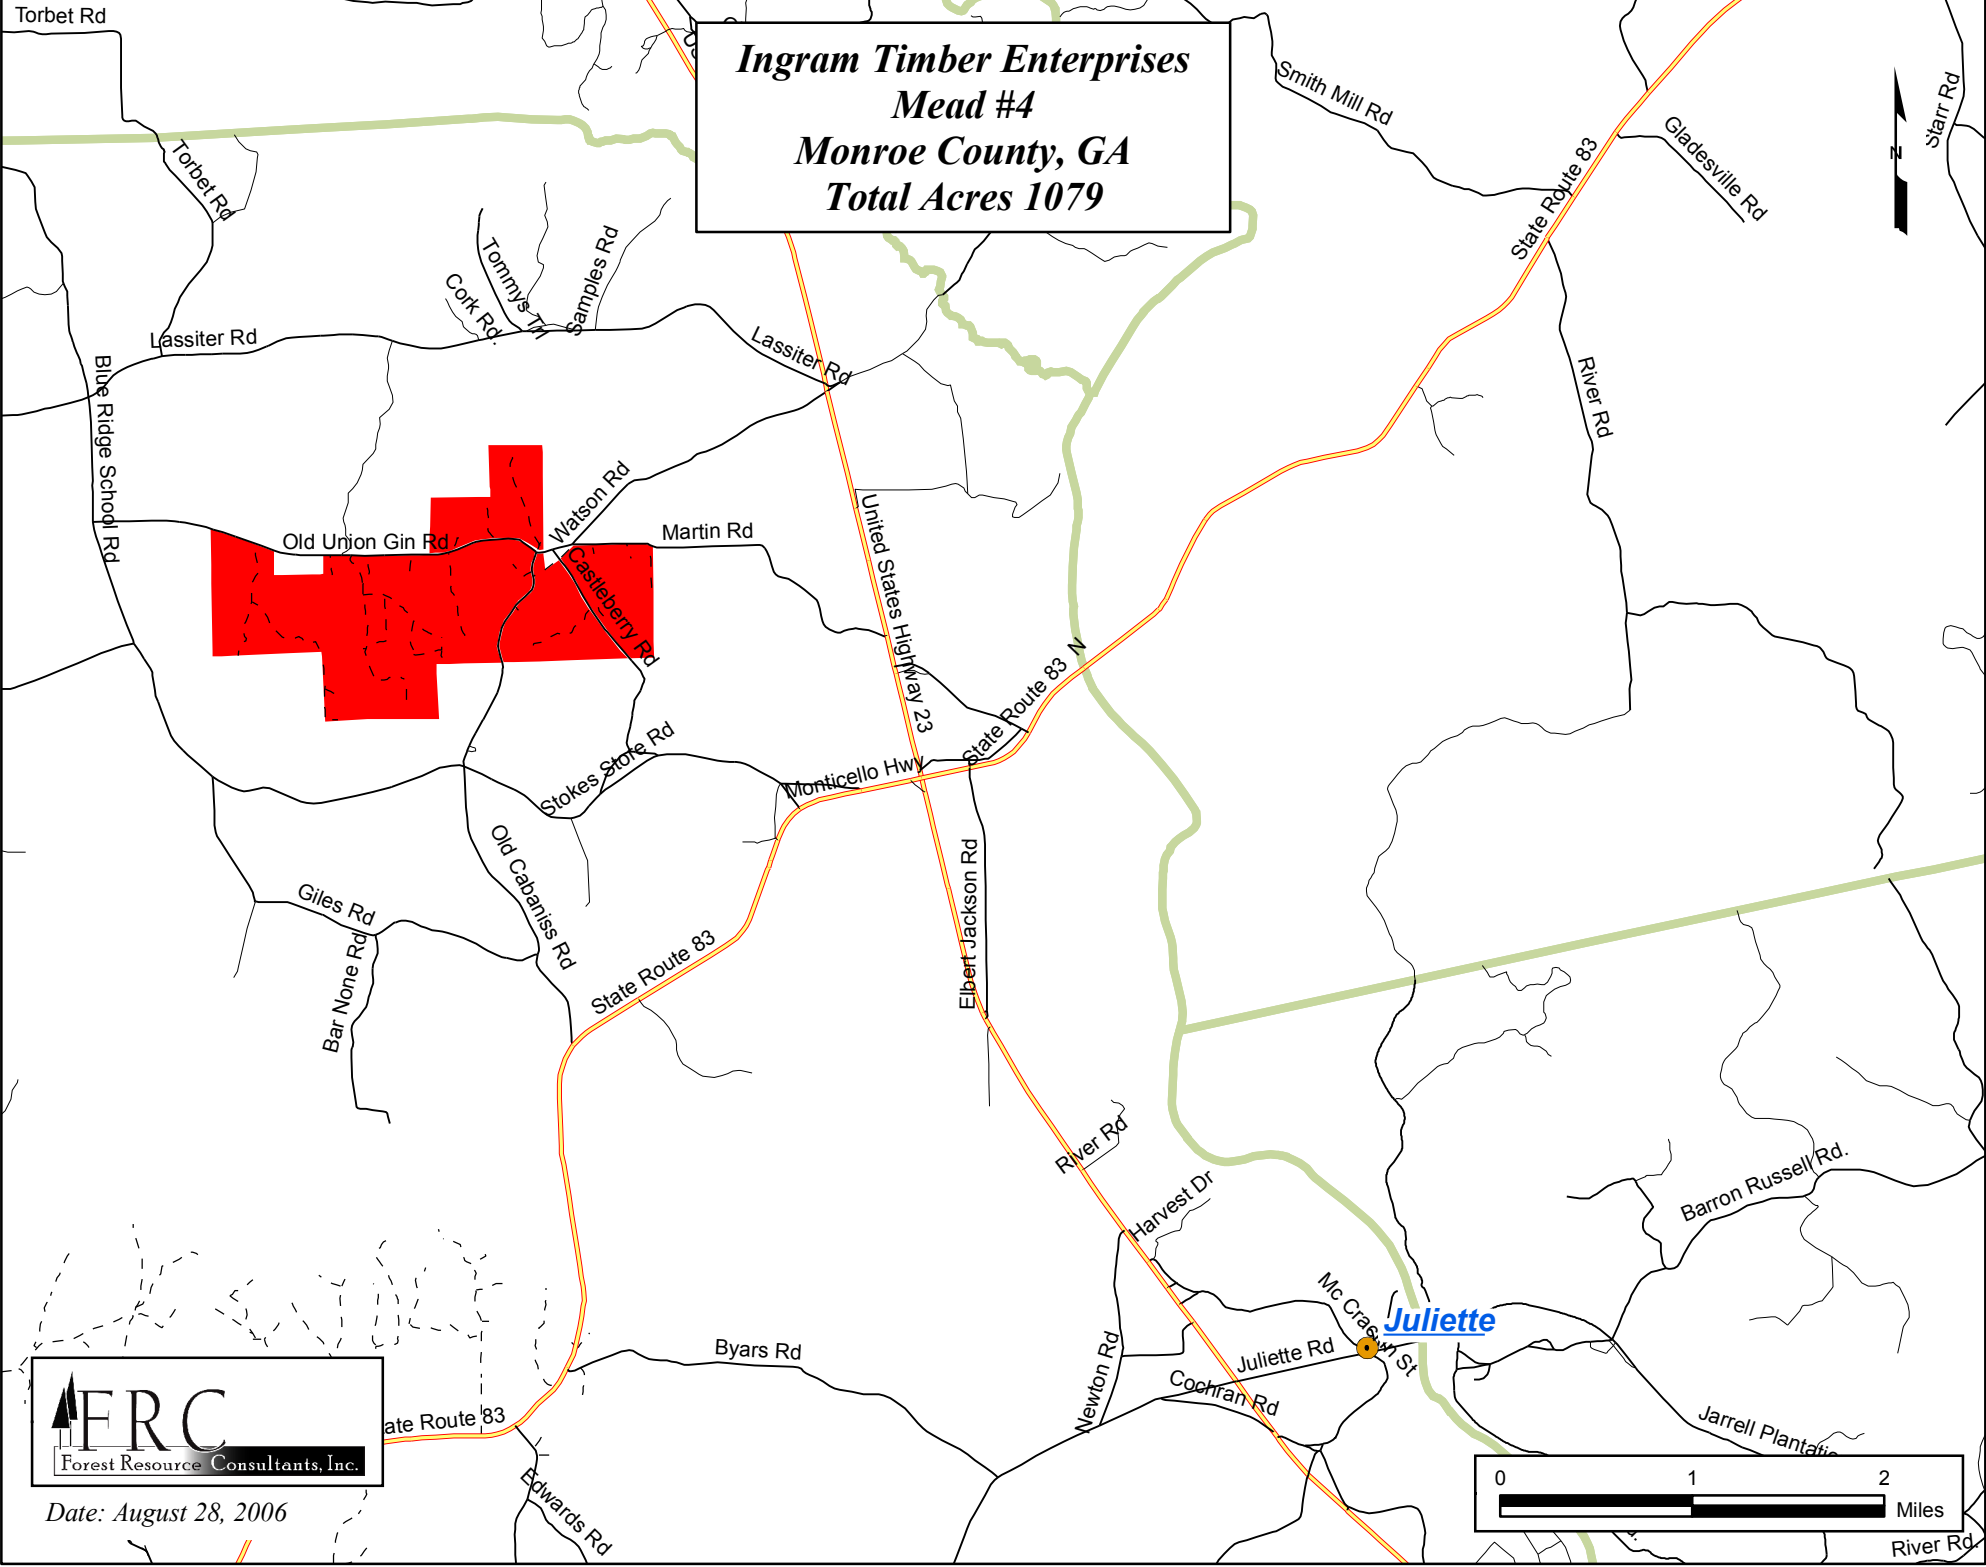 Torbet Rd
Ingram Timber Enterprises
Mead #4
Monroe County, GA
Total Acres 1079
Smith Mill Rd
Starr Rd
State Route 83
Gladesville Rd
N
Torbet Rd
Tommys Trl
Cork Rd.
Samples Rd
Lassiter Rd
Lassiter Rd
Blue Ridge School Rd
River Rd
Watson Rd
Old Union Gin Rd
Martin Rd
Castleberry Rd
United States Highway 23
State Route 83 N
Stokes Store Rd
Monticello Hwy
Old Cabaniss Rd
Elbert Jackson Rd
Giles Rd
Bar None Rd
State Route 83
River Rd
Harvest Dr
Barron Russell Rd.
Juliette
Newton Rd
Juliette Rd
Cochran Rd
Byars Rd
Jarrell Plantatio
FRC
Forest Resource Consultants, Inc.
ate Route 83
Edwards Rd
Date: August 28, 2006
0 1 2
Miles
River Rd.